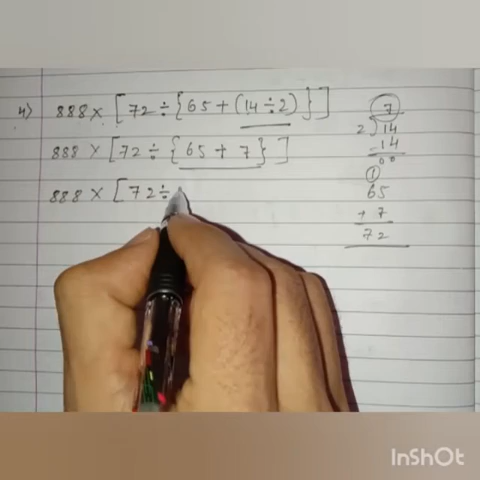 4) 888 × [ 72 ÷ { 65 + ( 14 ÷ 2 ) } ]
888 × [ 72 ÷ { 65 + 7 } ]
888 × [ 72 ÷
7
2 ) 14
- 14
00
1
65
+ 7
72
InShOt